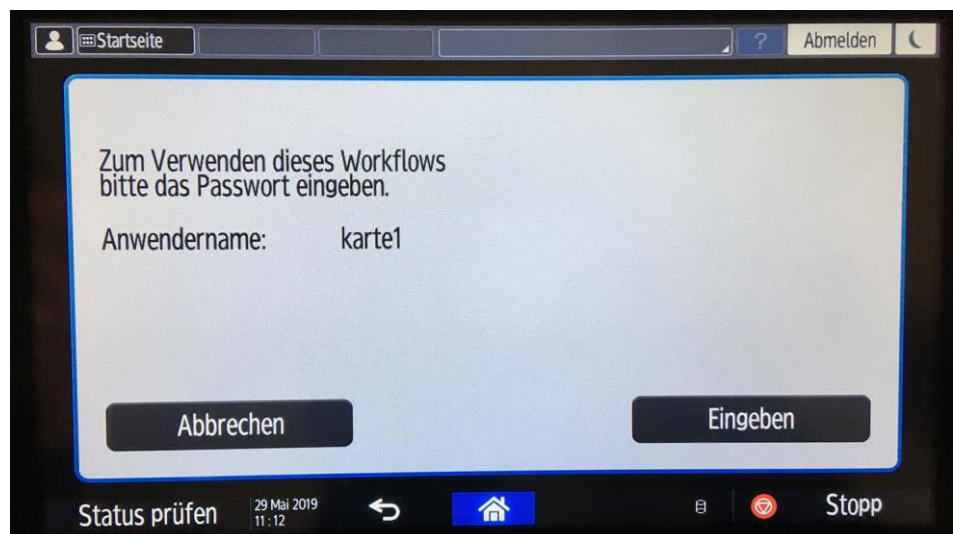 Startseite
? Abmelden
Zum Verwenden dieses Workflows
bitte das Passwort eingeben.
Anwendername: karte1
Abbrechen
Eingeben
Status prüfen
29 Mai 2019
11 : 12
Stopp